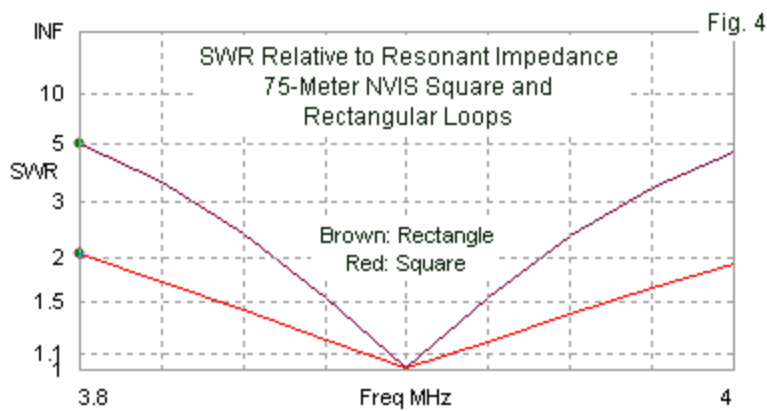 Fig. 4
SWR Relative to Resonant Impedance
75-Meter NVIS Square and
Rectangular Loops
INF
10
5
SWR
3
2
1.5
1.1
1
Brown: Rectangle
Red: Square
3.8
Freq MHz
4